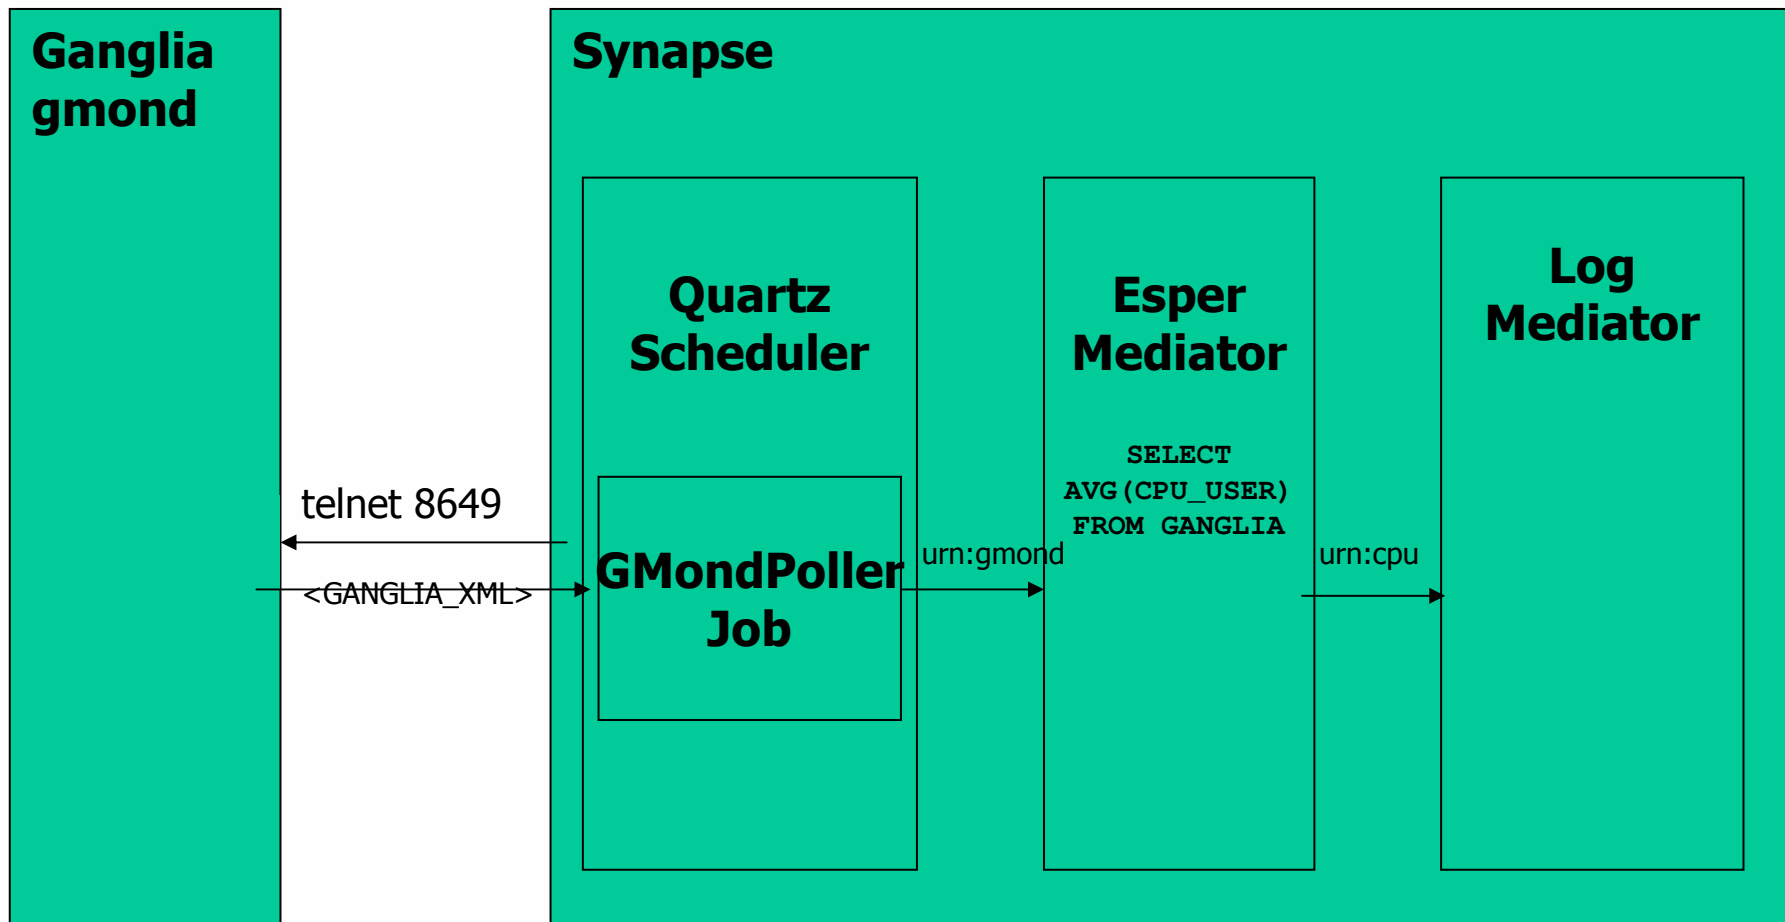 Ganglia
gmond
Synapse
Quartz
Scheduler
Esper
Mediator
Log
Mediator
SELECT
AVG(CPU_USER)
FROM GANGLIA
telnet 8649
<GANGLIA_XML>
GMondPoller
Job
urn:gmond
urn:cpu